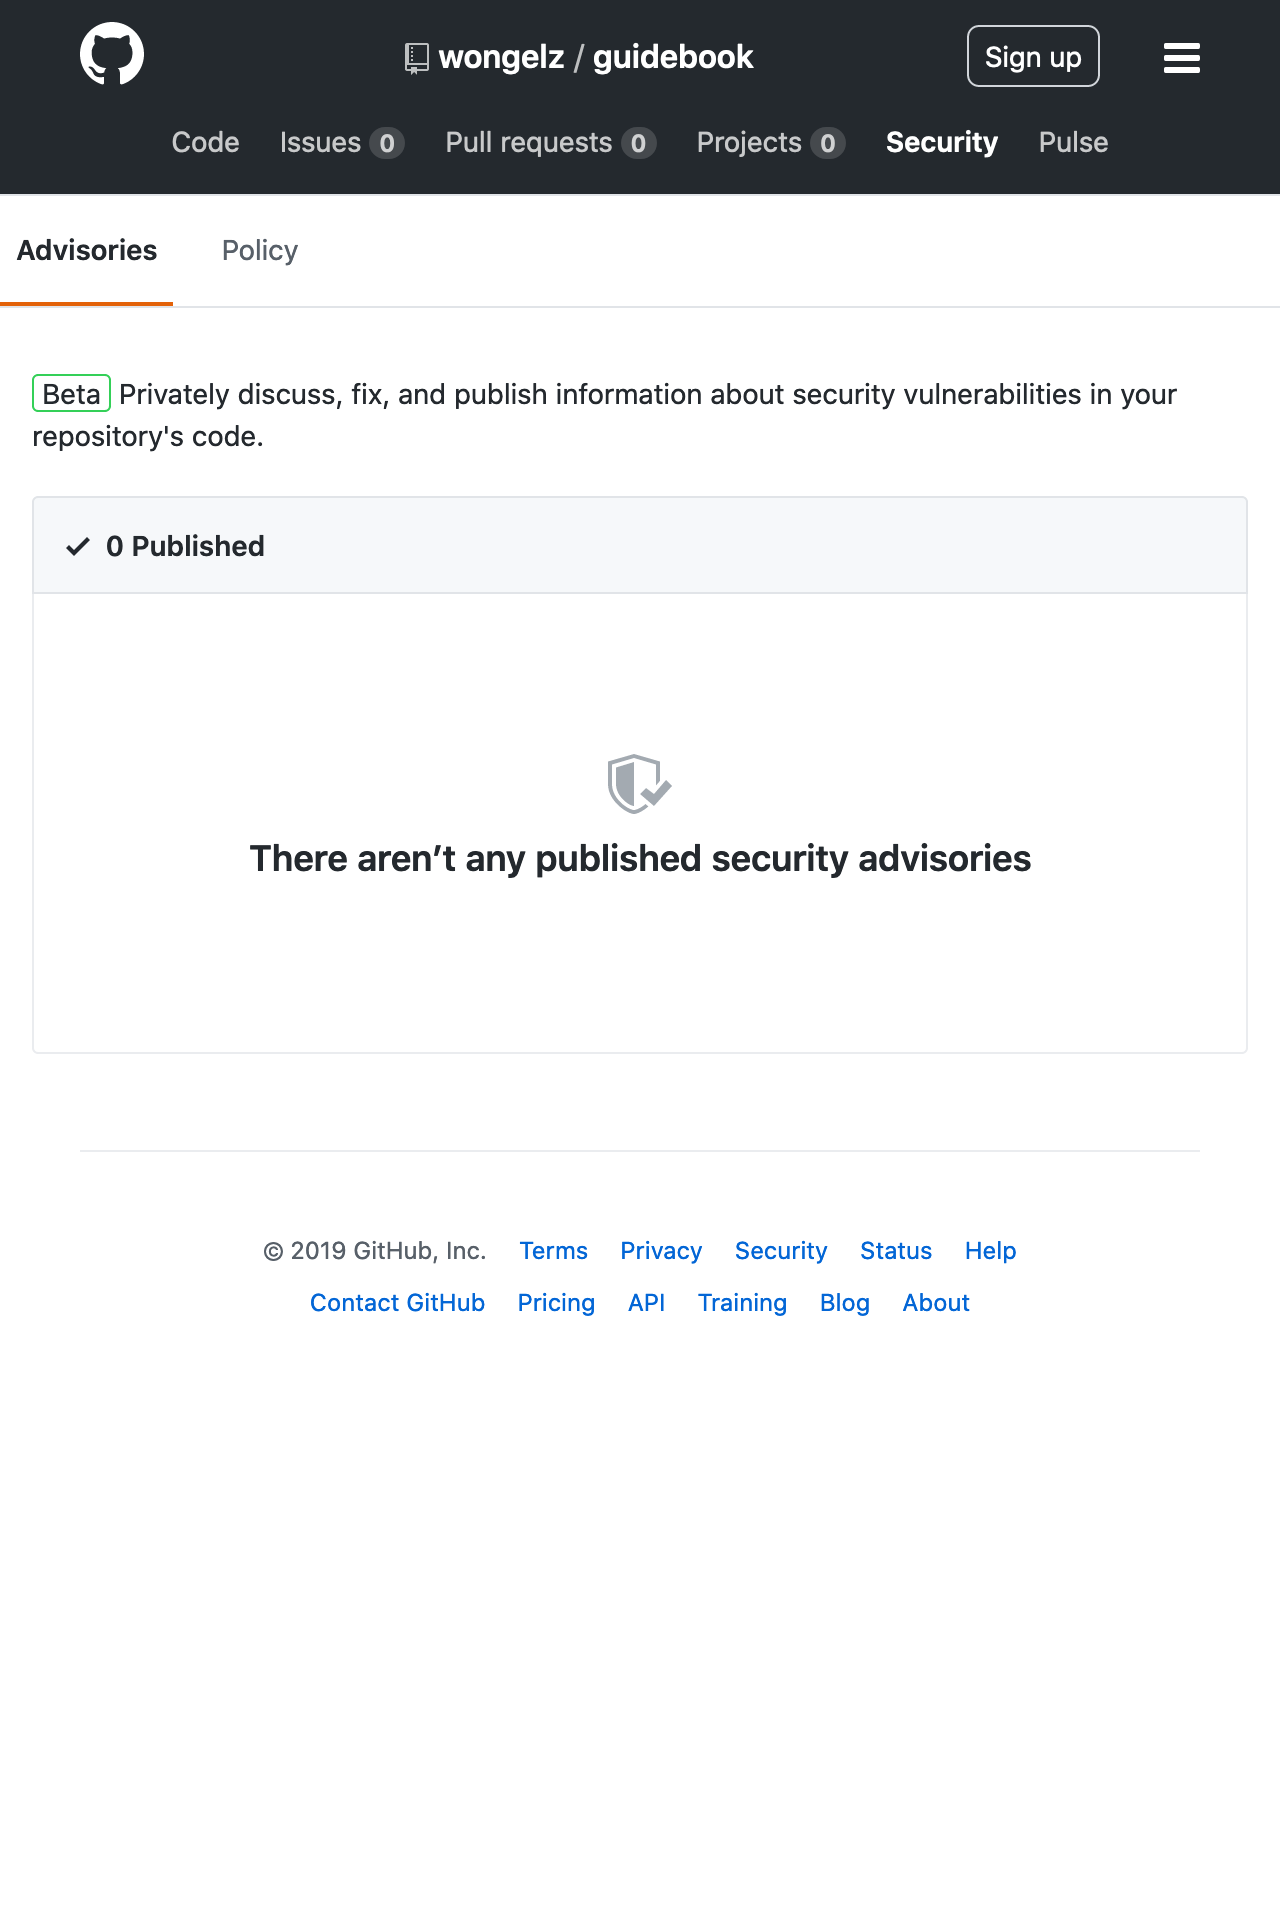 wongelz / guidebook
Sign up
Code Issues 0 Pull requests 0 Projects 0 Security Pulse
Advisories Policy
Beta Privately discuss, fix, and publish information about security vulnerabilities in your
repository's code.
0 Published
There aren’t any published security advisories
© 2019 GitHub, Inc. Terms Privacy Security Status Help
Contact GitHub Pricing API Training Blog About